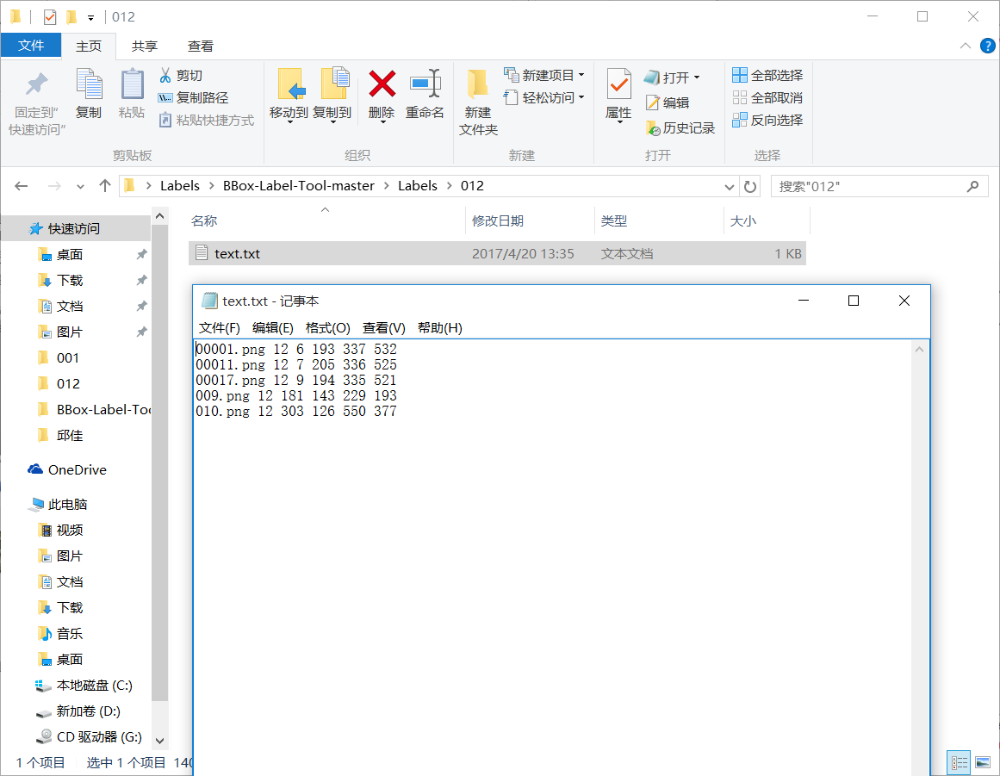 012
文件 主页 共享 查看
固定到"快速访问"
复制
粘贴
剪切
复制路径
粘贴快捷方式
剪贴板
移动到 复制到 删除 重命名
组织
新建文件夹
新建项目
轻松访问
新建
属性
打开
编辑
历史记录
打开
全部选择
全部取消
反向选择
选择
Labels > BBox-Label-Tool-master > Labels > 012
搜索"012"
名称 修改日期 类型 大小
text.txt 2017/4/20 13:35 文本文档 1 KB
快速访问
桌面
下载
文档
图片
001
012
BBox-Label-Too
邱佳
OneDrive
此电脑
视频
图片
文档
下载
音乐
桌面
本地磁盘 (C:)
新加卷 (D:)
CD 驱动器 (G:)
1 个项目 选中 1 个项目 140
text.txt - 记事本
文件(F) 编辑(E) 格式(O) 查看(V) 帮助(H)
00001.png 12 6 193 337 532
00011.png 12 7 205 336 525
00017.png 12 9 194 335 521
009.png 12 181 143 229 193
010.png 12 303 126 550 377